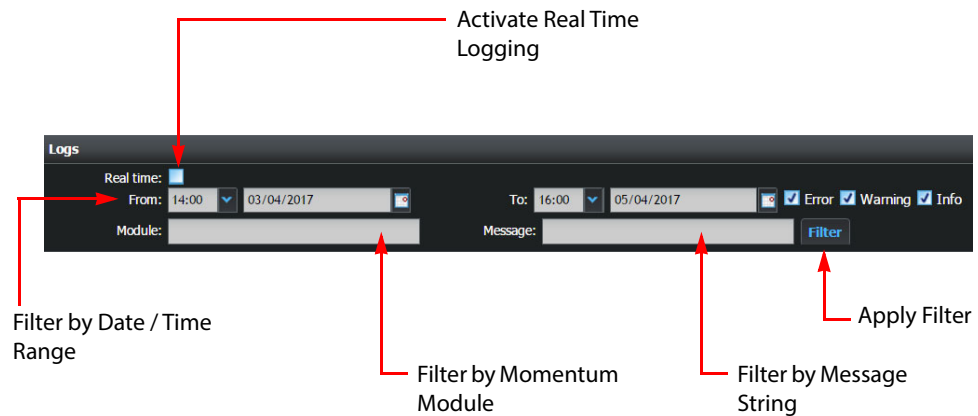 Activate Real Time
Logging
Logs
Real time:
From: 14:00 03/04/2017 To: 16:00 05/04/2017 Error Warning Info
Module: Message: Filter
Filter by Date / Time
Range
Apply Filter
Filter by Momentum
Module
Filter by Message
String